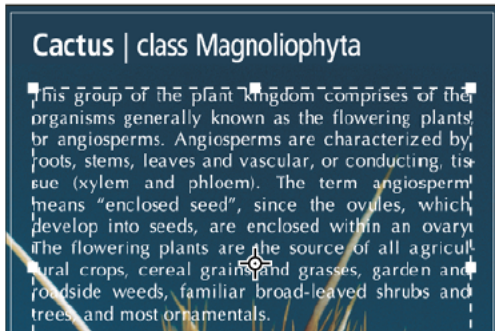 Cactus | class Magnoliophyta
This group of the plant kingdom comprises of the
organisms generally known as the flowering plants
or angiosperms. Angiosperms are characterized by
roots, stems, leaves and vascular, or conducting, tis-
sue (xylem and phloem). The term angiosperm
means “enclosed seed”, since the ovules, which
develop into seeds, are enclosed within an ovary.
The flowering plants are the source of all agricul-
tural crops, cereal grains and grasses, garden and
roadside weeds, familiar broad-leaved shrubs and
trees, and most ornamentals.